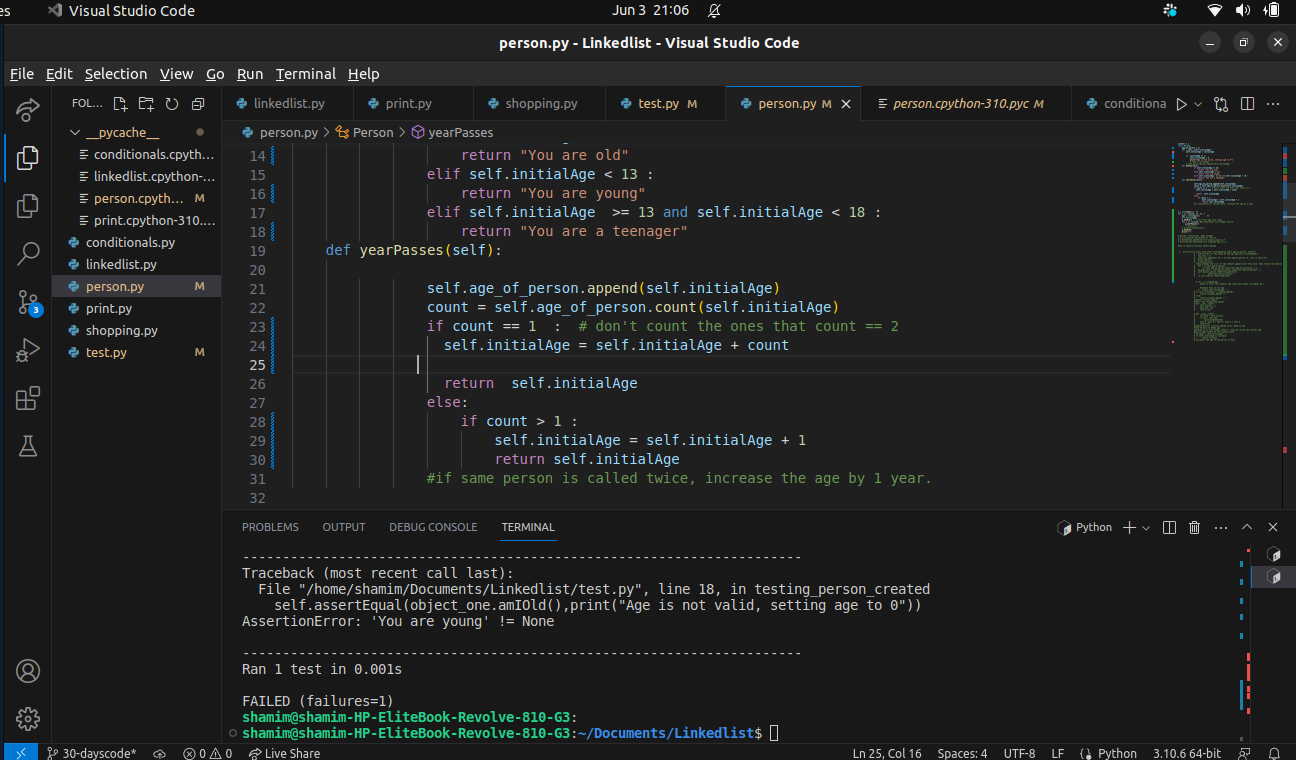 es Visual Studio Code Jun 3 21:06
person.py - Linkedlist - Visual Studio Code
File Edit Selection View Go Run Terminal Help
FOL... linkedlist.py print.py shopping.py test.py M person.py M person.cpython-310.pyc M conditiona
__pycache__
person.py > Person > yearPasses
conditionals.cpyth...
linkedlist.cpython-...
person.cpyth... M
print.cpython-310....
conditionals.py
linkedlist.py
person.py M
print.py
shopping.py
test.py M
3
14 return "You are old"
15 elif self.initialAge < 13 :
16 return "You are young"
17 elif self.initialAge  >= 13 and self.initialAge < 18 :
18 return "You are a teenager"
19 def yearPasses(self):
20
21 self.age_of_person.append(self.initialAge)
22 count = self.age_of_person.count(self.initialAge)
23 if count == 1  :  # don't count the ones that count == 2
24 self.initialAge = self.initialAge + count
25
26 return  self.initialAge
27 else:
28 if count > 1 :
29 self.initialAge = self.initialAge + 1
30 return self.initialAge
31 #if same person is called twice, increase the age by 1 year.
32
PROBLEMS OUTPUT DEBUG CONSOLE TERMINAL Python
----------------------------------------------------------------------
Traceback (most recent call last):
File "/home/shamim/Documents/Linkedlist/test.py", line 18, in testing_person_created
self.assertEqual(object_one.amIOld(),print("Age is not valid, setting age to 0"))
AssertionError: 'You are young' != None
----------------------------------------------------------------------
Ran 1 test in 0.001s
FAILED (failures=1)
shamim@shamim-HP-EliteBook-Revolve-810-G3:
shamim@shamim-HP-EliteBook-Revolve-810-G3:~/Documents/Linkedlist$
30-dayscode* 0 0 Live Share Ln 25, Col 16 Spaces: 4 UTF-8 LF Python 3.10.6 64-bit